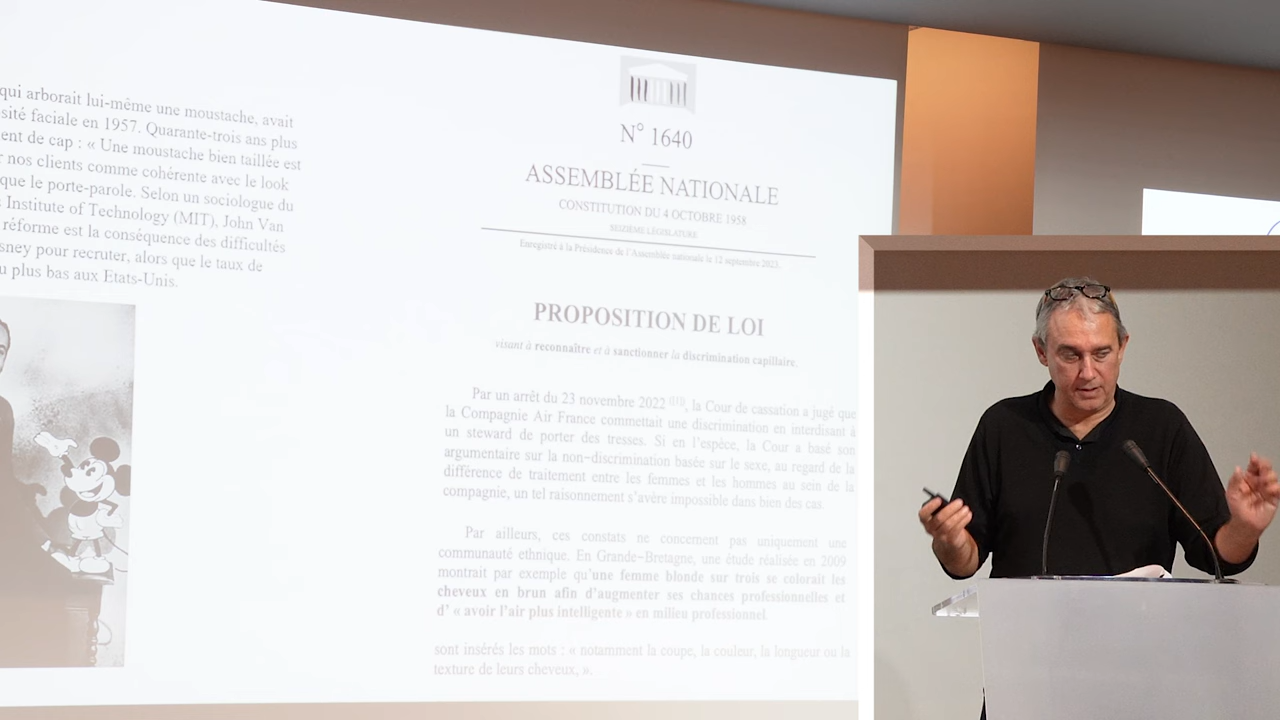 qui arborait lui-même une moustache, avait
sité faciale en 1957. Quarante-trois ans plus
ent de cap : « Une moustache bien taillée est
r nos clients comme cohérente avec le look
que le porte-parole. Selon un sociologue du
s Institute of Technology (MIT), John Van
réforme est la conséquence des difficultés
sney pour recruter, alors que le taux de
u plus bas aux Etats-Unis.
N° 1640
ASSEMBLÉE NATIONALE
CONSTITUTION DU 4 OCTOBRE 1958
SEIZIÈME LÉGISLATURE
Enregistré à la Présidence de l'Assemblée nationale le 12 septembre 2023.
PROPOSITION DE LOI
visant à reconnaître et à sanctionner la discrimination capillaire.
Par un arrêt du 23 novembre 2022 , la Cour de cassation a jugé que
la Compagnie Air France commettait une discrimination en interdisant à
un steward de porter des tresses. Si en l'espèce, la Cour a basé son
argumentaire sur la non-discrimination basée sur le sexe, au regard de la
différence de traitement entre les femmes et les hommes au sein de la
compagnie, un tel raisonnement s'avère impossible dans bien des cas.
Par ailleurs, ces constats ne concernent pas uniquement une
communauté ethnique. En Grande-Bretagne, une étude réalisée en 2009
montrait par exemple qu'une femme blonde sur trois se colorait les
cheveux en brun afin d'augmenter ses chances professionnelles et
d' « avoir l'air plus intelligente » en milieu professionnel.
sont insérés les mots : « notamment la coupe, la couleur, la longueur ou la
texture de leurs cheveux, ».